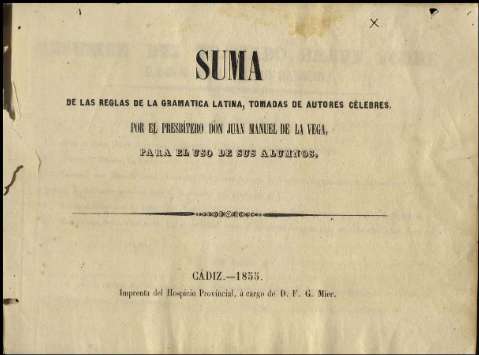 SUMA
DE LAS REGLAS DE LA GRAMATICA LATINA, TOMADAS DE AUTORES CÉLEBRES,
POR EL PRESBÍTERO DON JUAN MANUEL DE LA VEGA,
PARA EL USO DE SUS ALUMNOS.
CÁDIZ.—1855.
Imprenta del Hospicio Provincial, á cargo de D. F. G. Mier.